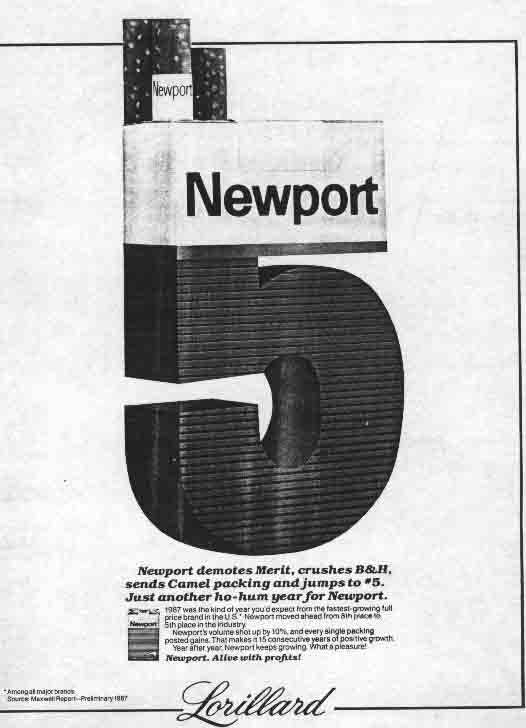 Newport
Newport
Newport demotes Merit, crushes B&H,
sends Camel packing and jumps to #5.
Just another ho-hum year for Newport.
Newport
1987 was the kind of year you'd expect from the fastest-growing full
price brand in the U.S.* Newport moved ahead from 8th place to
5th place in the industry.
Newport's volume shot up by 10%, and every single packing
posted gains. That makes it 15 consecutive years of positive growth.
Year after year, Newport keeps growing. What a pleasure!
Newport. Alive with profits!
*Among all major brands
Source: Maxwell Report—Preliminary 1987
Lorillard